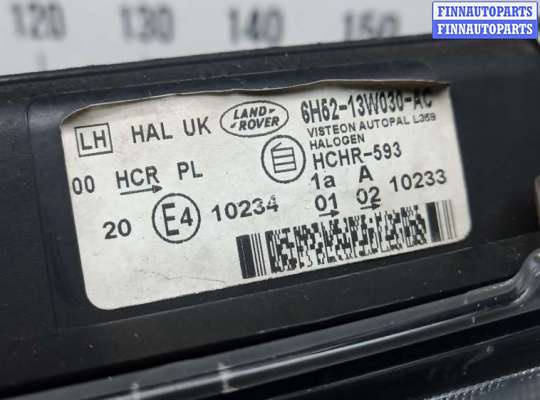 FINNAUTOPARTS
FINNAUTOPARTS
120 130 140 150
LH HAL UK LAND-ROVER 6H52-13W030-AC
VISTEON AUTOPAL L359
HALOGEN
00 HCR PL HCHR-593
1a A
20 E4 10234 01 02 10233